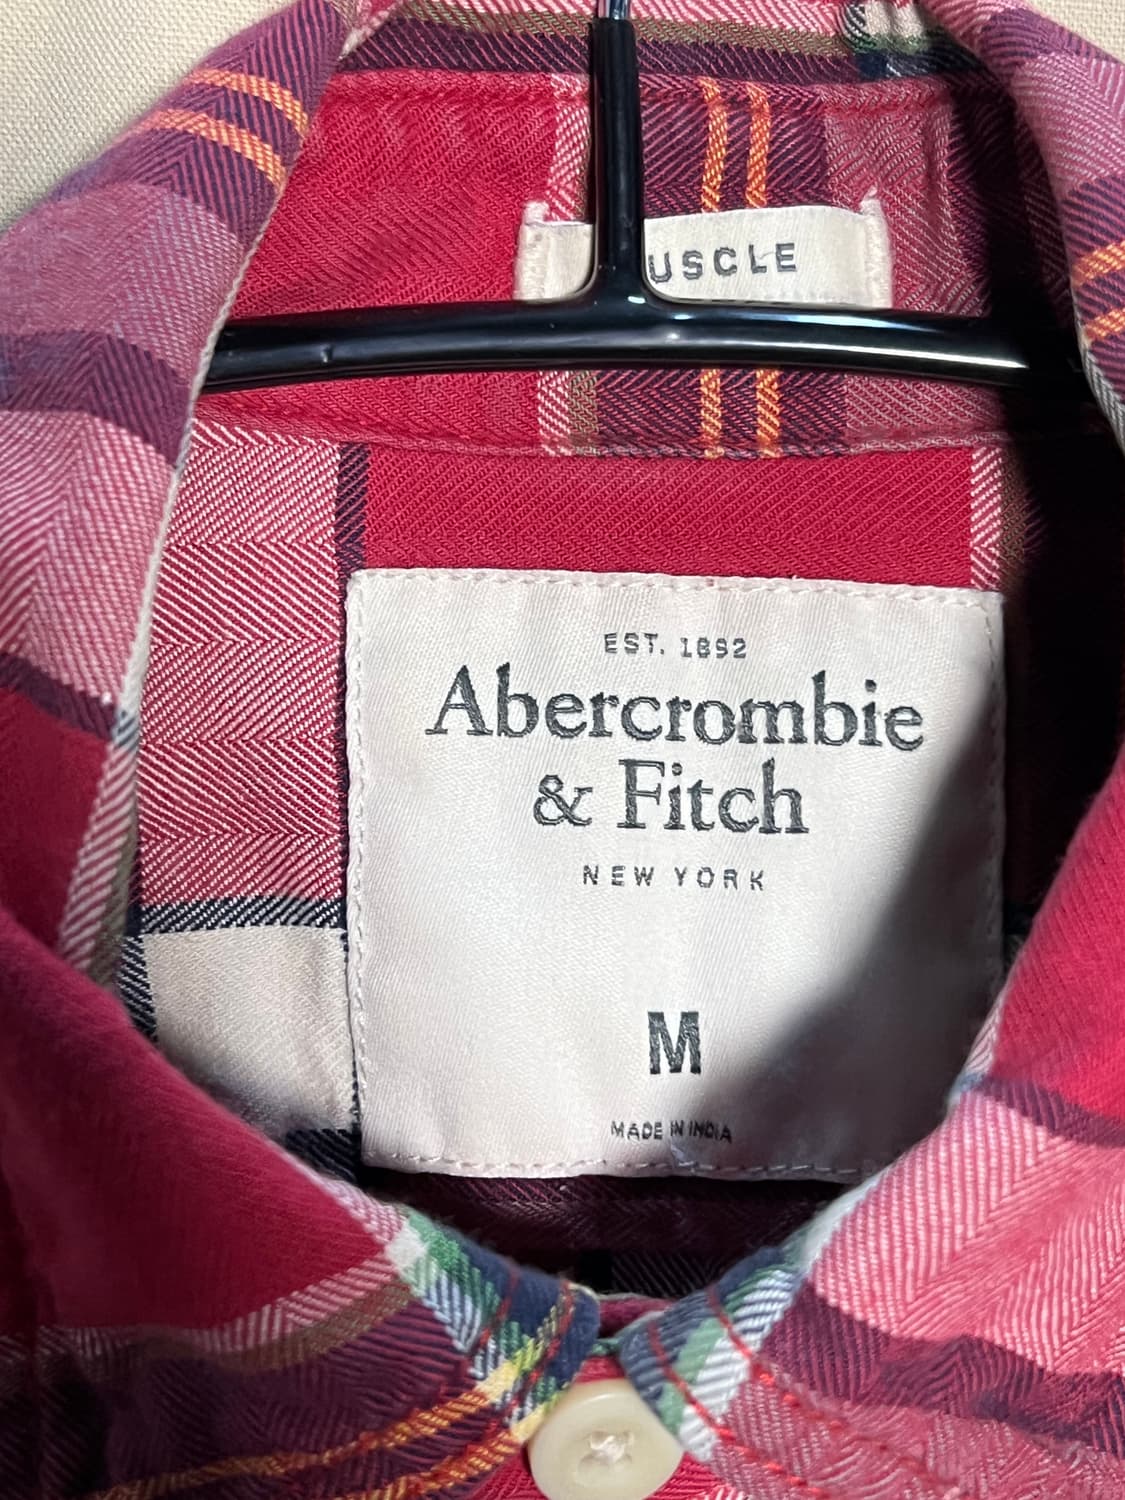 USCLE
EST. 1892
Abercrombie
& Fitch
NEW YORK
M
MADE IN INDIA